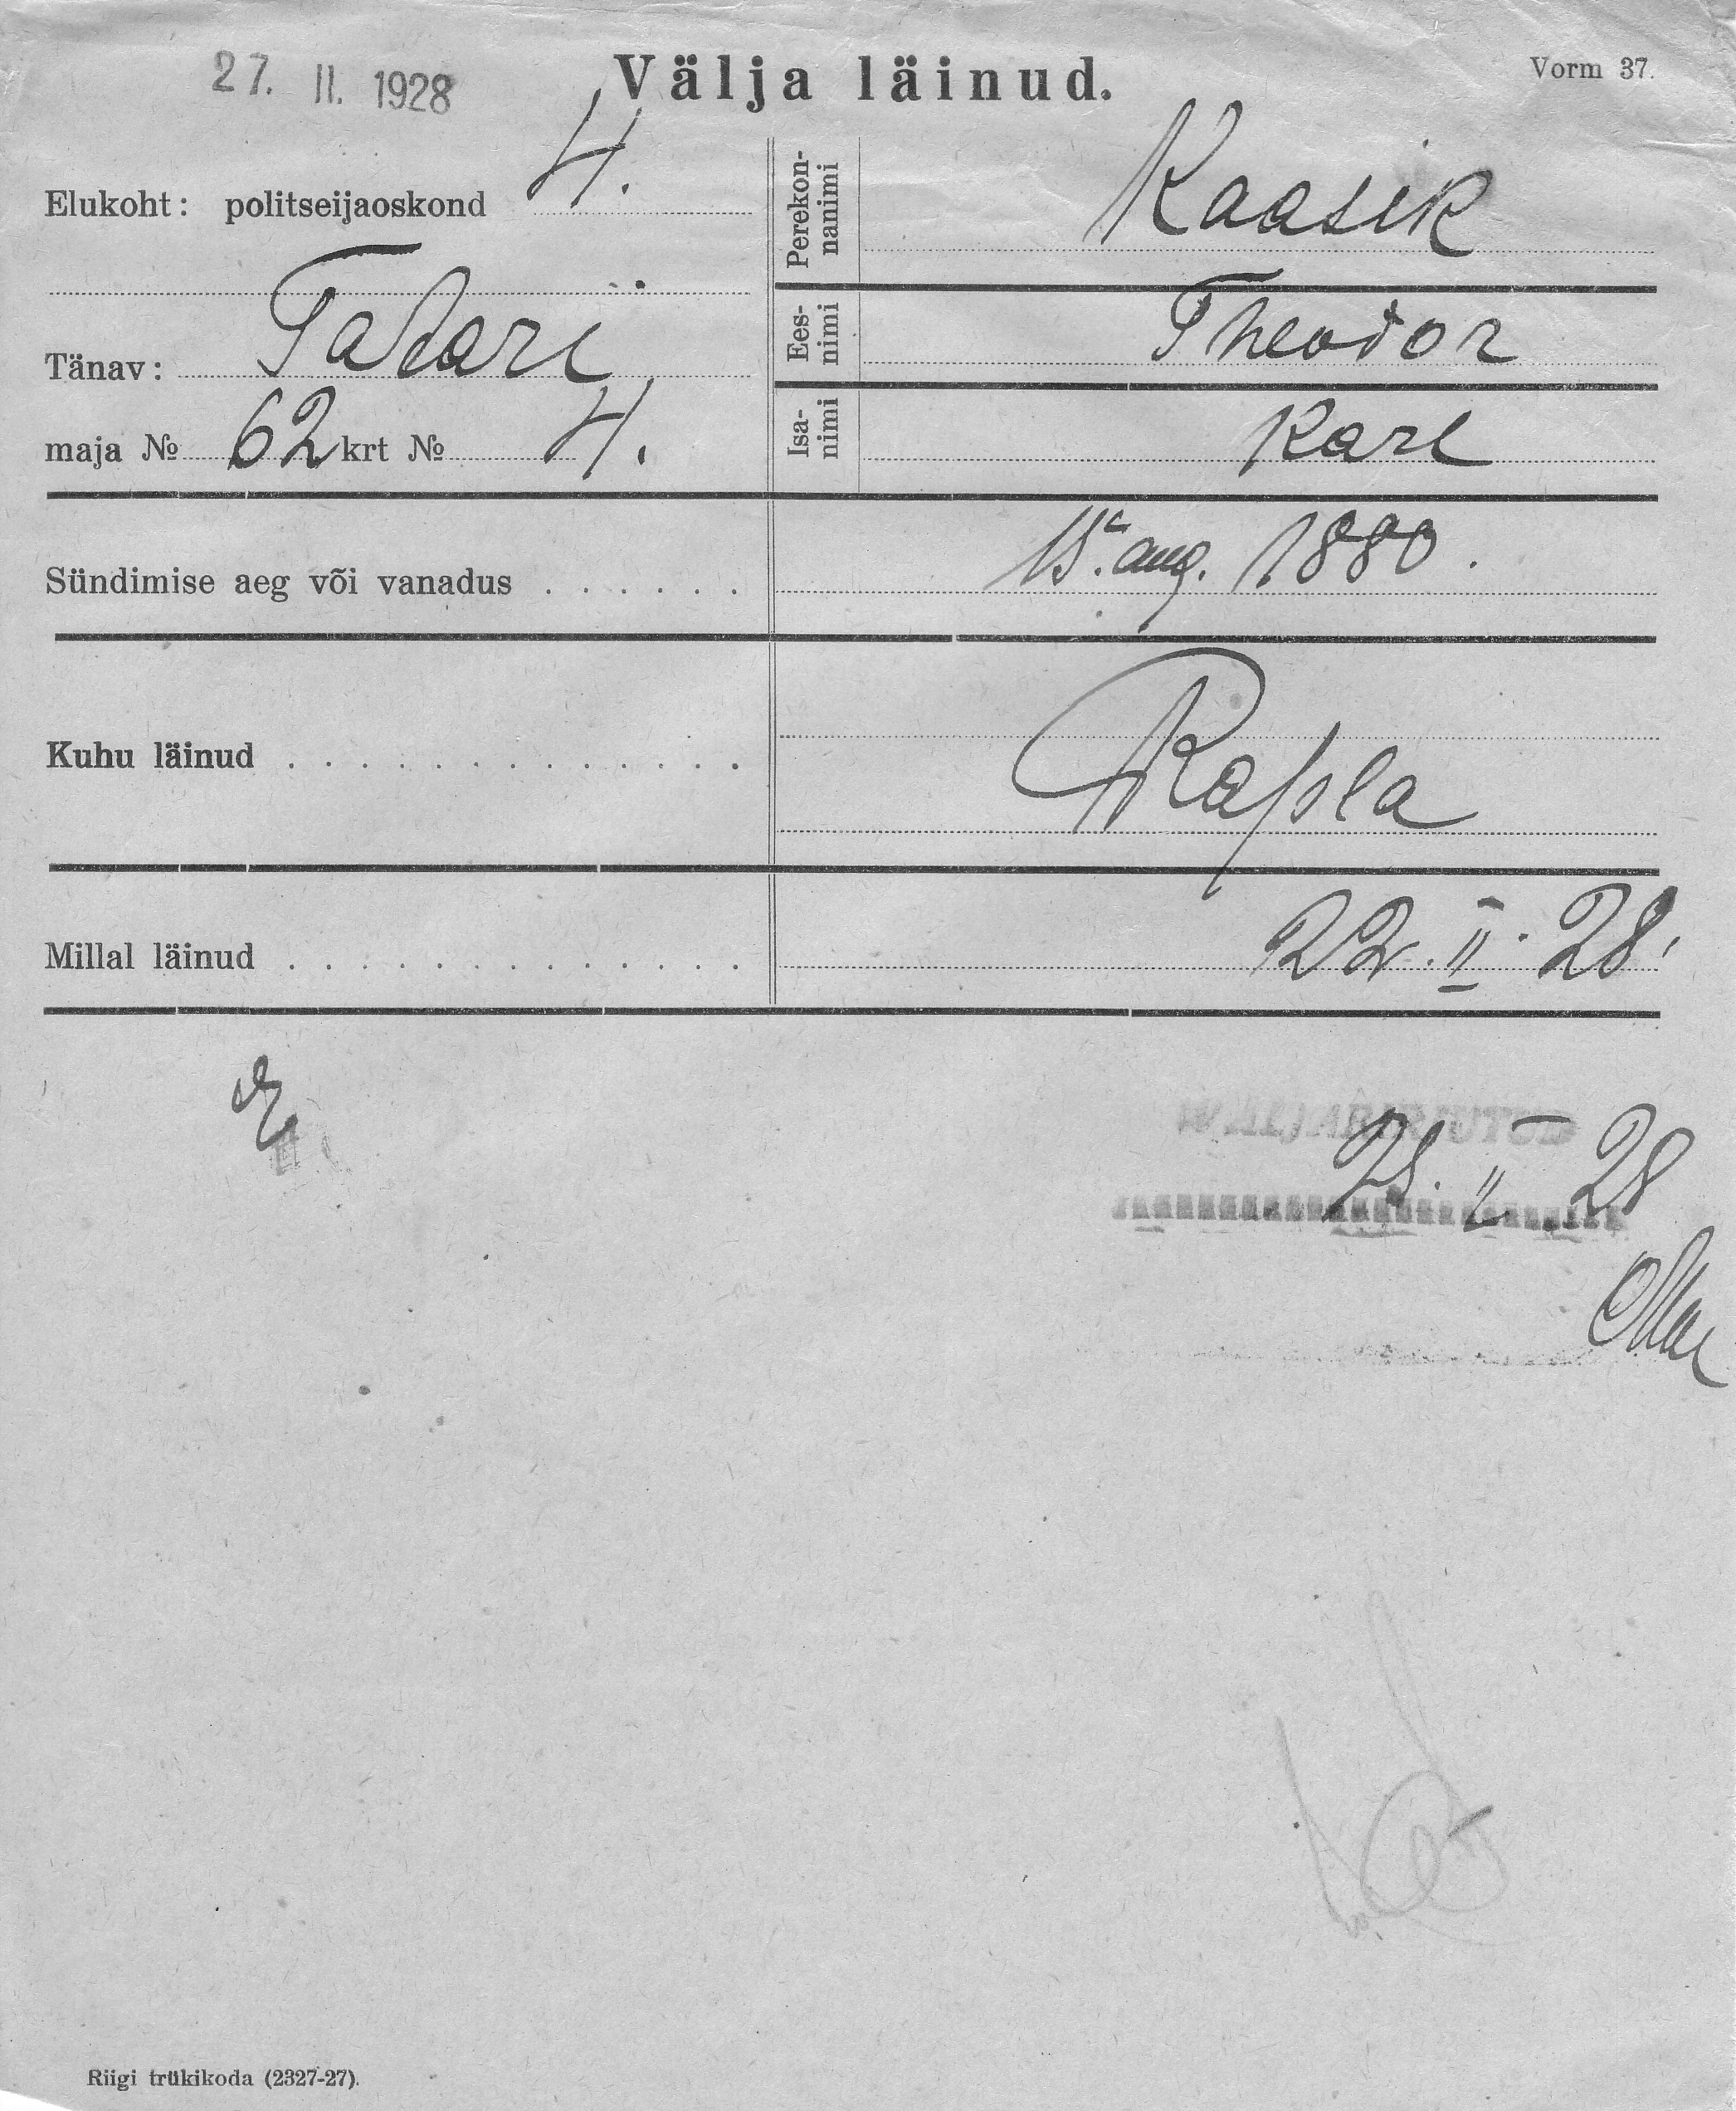 27. II. 1928
Välja läinud.
Vorm 37.
Elukoht: politseijaoskond 4.
Tänav: Tatari
maja № 62 krt № 4.
Perekon-
nanimi
Kaasik
Ees-
nimi
Theodor
Isa-
nimi
Karl
Sündimise aeg või vanadus . . . . . . 15. aug. 1880.
Kuhu läinud . . . . . . . . . . . . . . Rapla
Millal läinud . . . . . . . . . . . . . . 22. II. 28.
II 28
Riigi trükikoda (2327-27).